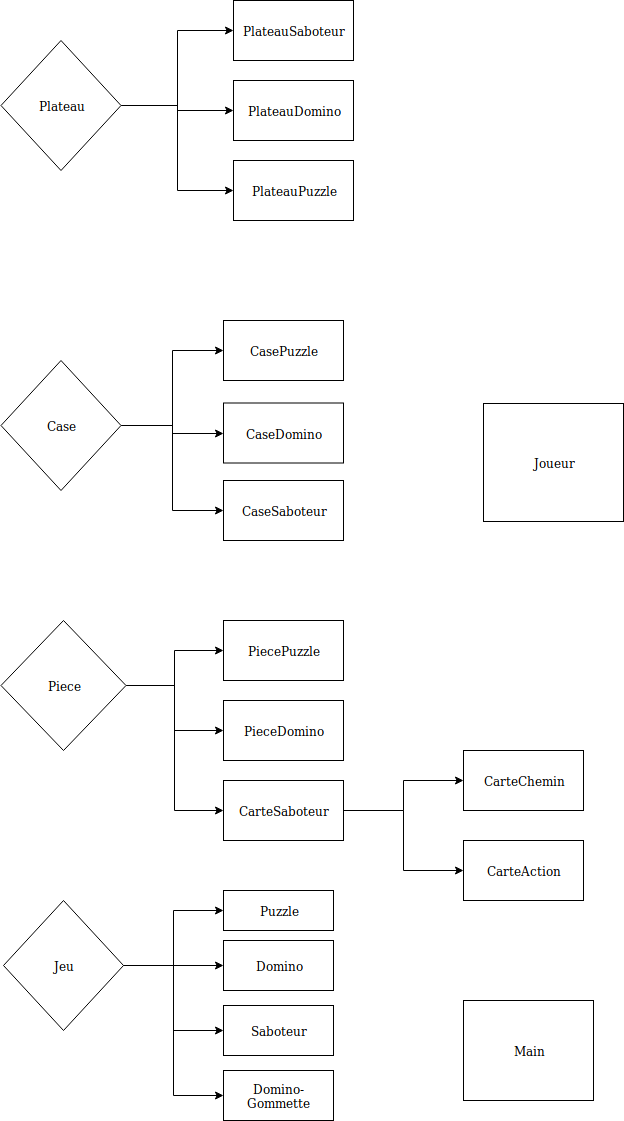 PlateauSaboteur
Plateau
PlateauDomino
PlateauPuzzle
CasePuzzle
Case
CaseDomino
CaseSaboteur
Joueur
PiecePuzzle
Piece
PieceDomino
CarteSaboteur
CarteChemin
CarteAction
Puzzle
Jeu
Domino
Saboteur
Domino-
Gommette
Main